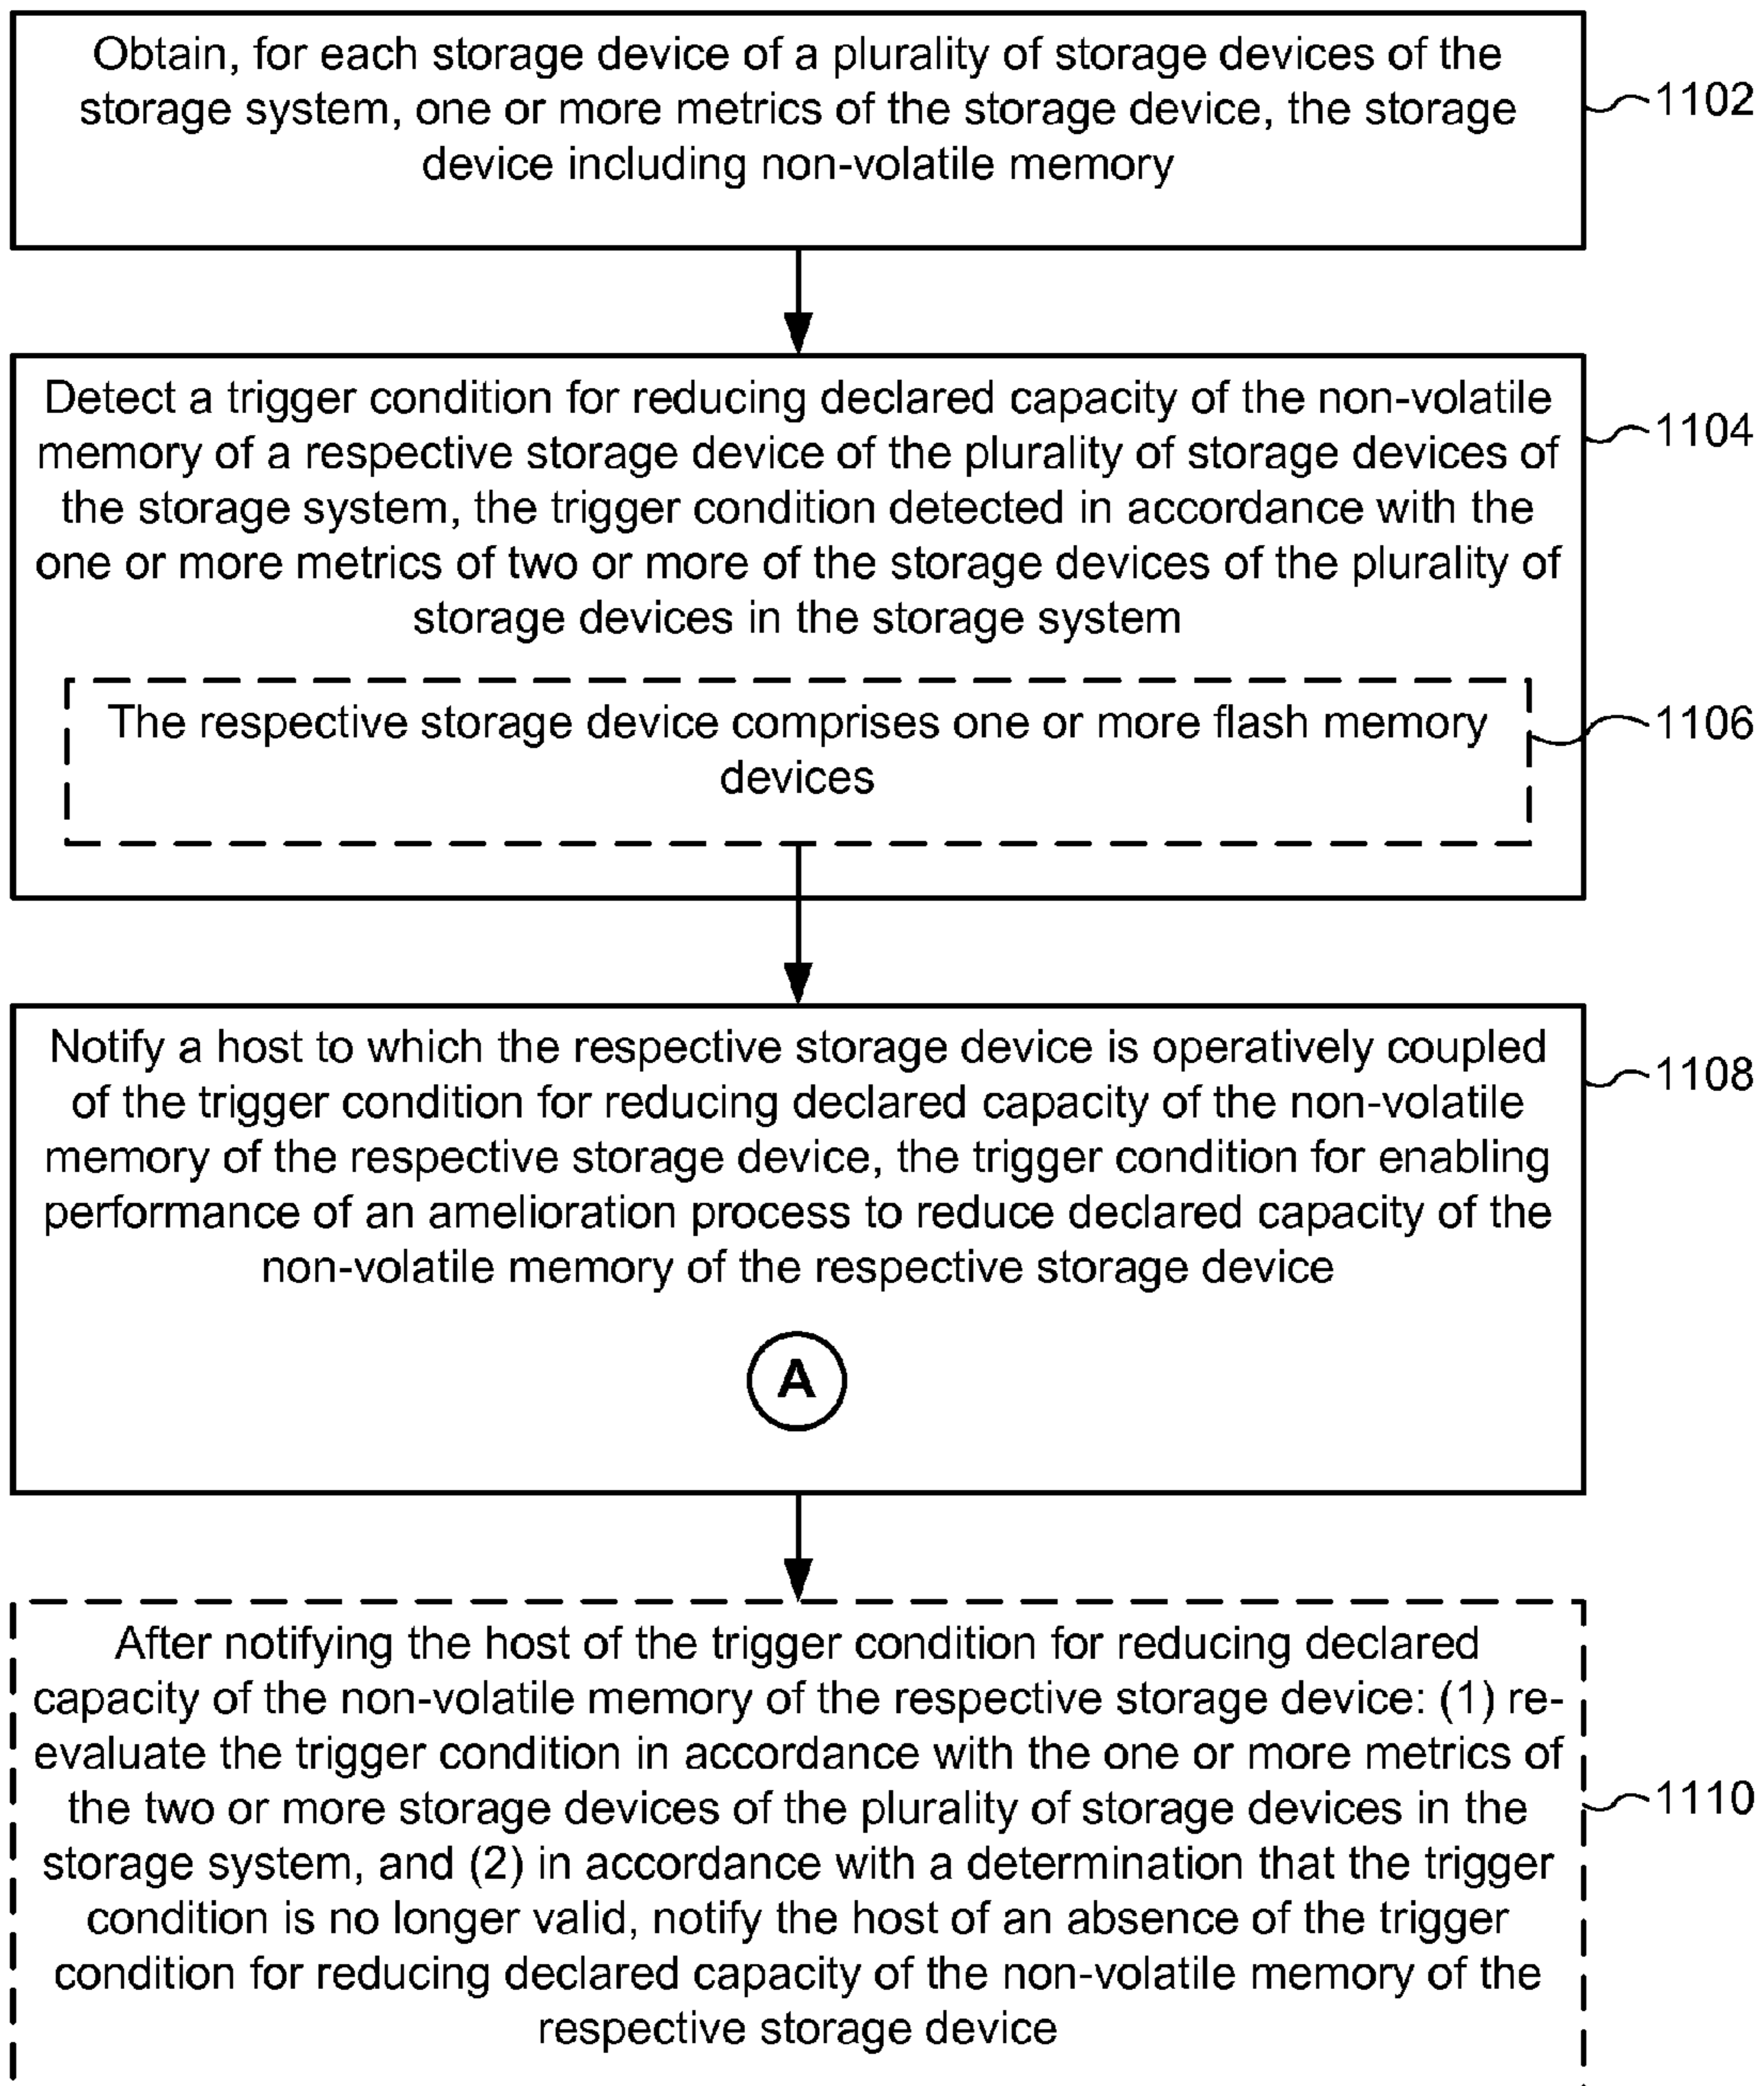 Obtain, for each storage device of a plurality of storage devices of the
storage system, one or more metrics of the storage device, the storage
device including non-volatile memory
1102
Detect a trigger condition for reducing declared capacity of the non-volatile
memory of a respective storage device of the plurality of storage devices of
the storage system, the trigger condition detected in accordance with the
one or more metrics of two or more of the storage devices of the plurality of
storage devices in the storage system
1104
The respective storage device comprises one or more flash memory
devices
1106
Notify a host to which the respective storage device is operatively coupled
of the trigger condition for reducing declared capacity of the non-volatile
memory of the respective storage device, the trigger condition for enabling
performance of an amelioration process to reduce declared capacity of the
non-volatile memory of the respective storage device
1108
A
After notifying the host of the trigger condition for reducing declared
capacity of the non-volatile memory of the respective storage device: (1) re-
evaluate the trigger condition in accordance with the one or more metrics of
the two or more storage devices of the plurality of storage devices in the
storage system, and (2) in accordance with a determination that the trigger
condition is no longer valid, notify the host of an absence of the trigger
condition for reducing declared capacity of the non-volatile memory of the
respective storage device
1110